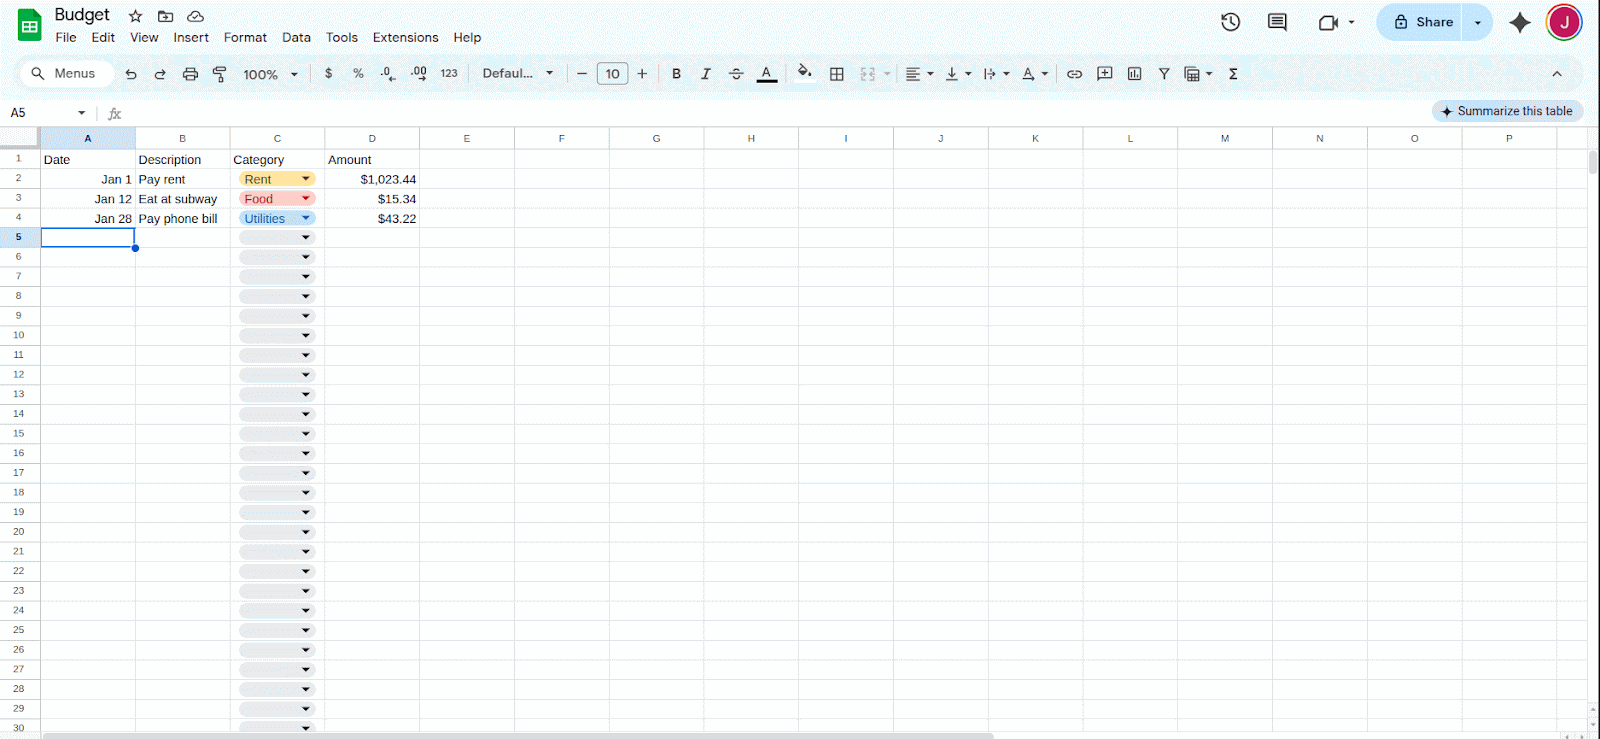 Budget
File Edit View Insert Format Data Tools Extensions Help
Share
J
Menus
100%
$ % .0 .00 123
Defaul...
10
B I A
A
Σ
A5
fx
Summarize this table
A B C D E F G H I J K L M N O P
1 Date Description Category Amount
2 Jan 1 Pay rent Rent $1,023.44
3 Jan 12 Eat at subway Food $15.34
4 Jan 28 Pay phone bill Utilities $43.22
5
6
7
8
9
10
11
12
13
14
15
16
17
18
19
20
21
22
23
24
25
26
27
28
29
30